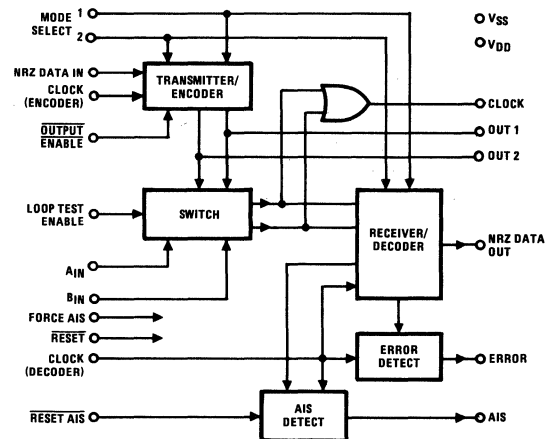 MODE 1
SELECT 2
NRZ DATA IN
CLOCK
(ENCODER)
OUTPUT
ENABLE
TRANSMITTER/
ENCODER
VSS
VDD
CLOCK
OUT 1
OUT 2
LOOP TEST
ENABLE
SWITCH
RECEIVER/
DECODER
NRZ DATA
OUT
AIN
BIN
FORCE AIS
RESET
CLOCK
(DECODER)
ERROR
DETECT
ERROR
RESET AIS
AIS
DETECT
AIS